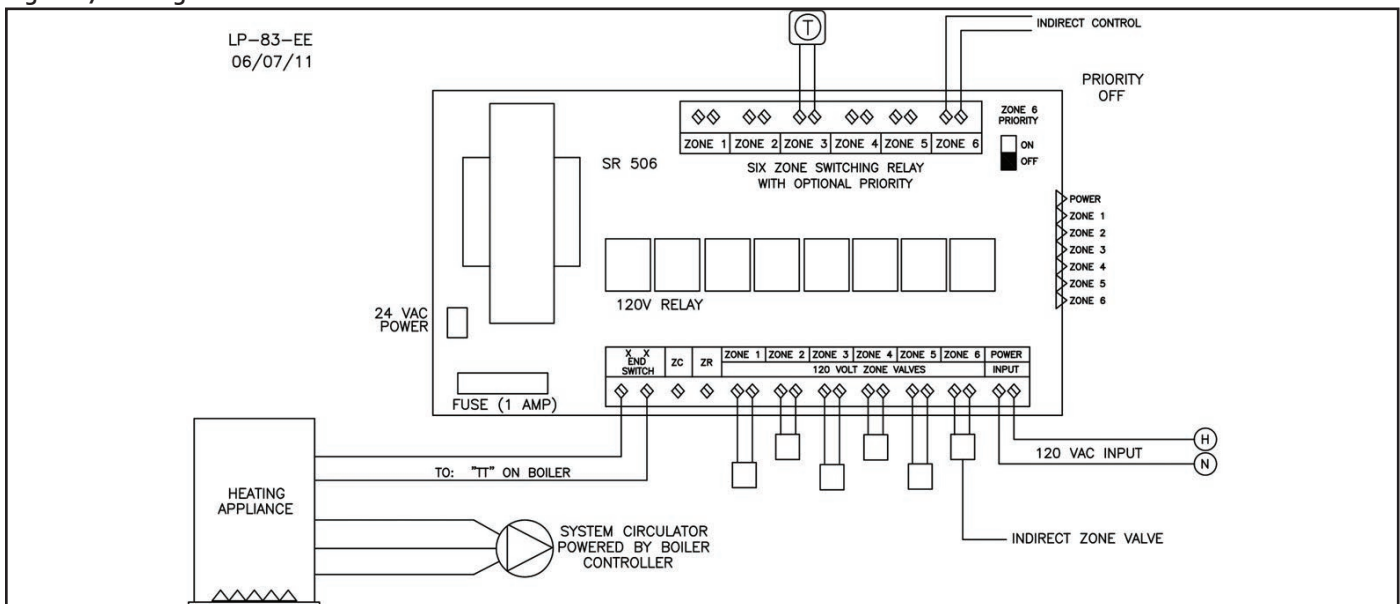 LP-83-EE
06/07/11
T
INDIRECT CONTROL
PRIORITY
OFF
ZONE 6
PRIORITY
ON
OFF
ZONE 1 ZONE 2 ZONE 3 ZONE 4 ZONE 5 ZONE 6
SR 506
SIX ZONE SWITCHING RELAY
WITH OPTIONAL PRIORITY
POWER
ZONE 1
ZONE 2
ZONE 3
ZONE 4
ZONE 5
ZONE 6
120V RELAY
24 VAC
POWER
X X
END
SWITCH
ZC
ZR
ZONE 1 ZONE 2 ZONE 3 ZONE 4 ZONE 5 ZONE 6 POWER
120 VOLT ZONE VALVES
INPUT
FUSE (1 AMP)
H
120 VAC INPUT
N
TO: "TT" ON BOILER
HEATING
APPLIANCE
SYSTEM CIRCULATOR
POWERED BY BOILER
CONTROLLER
INDIRECT ZONE VALVE